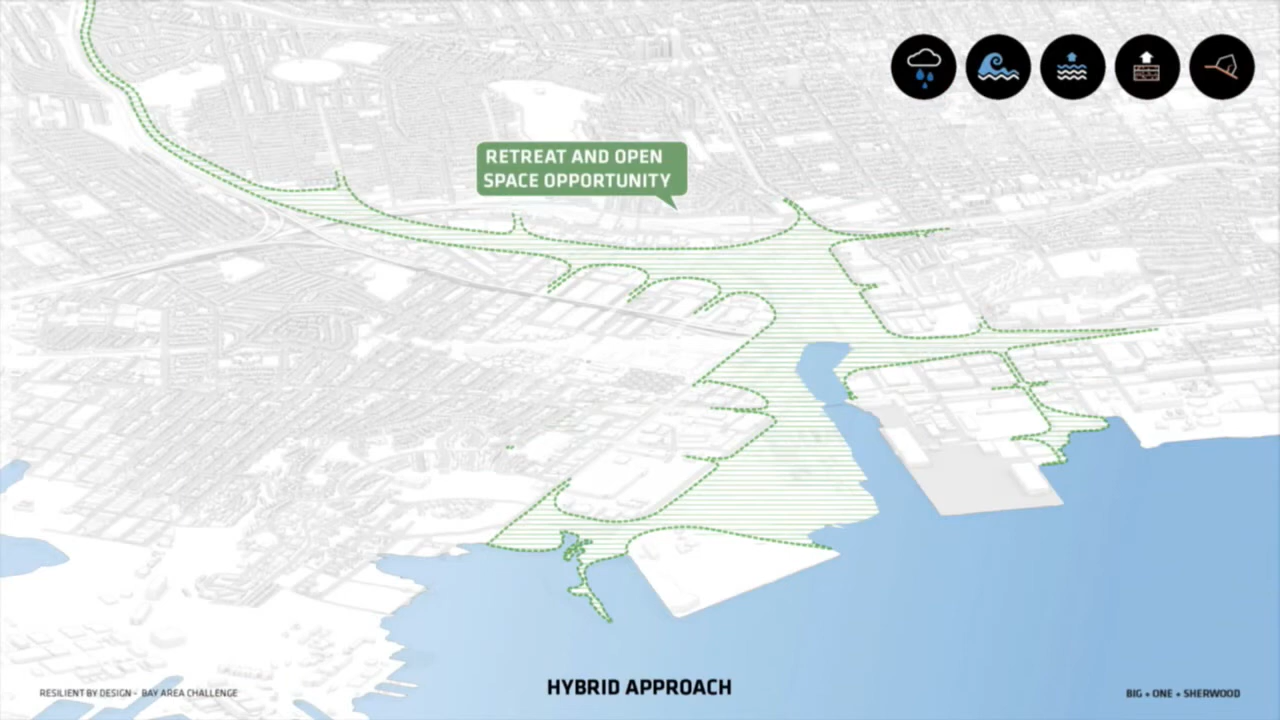 RETREAT AND OPEN
SPACE OPPORTUNITY
HYBRID APPROACH
RESILIENT BY DESIGN - BAY AREA CHALLENGE
BIG + ONE + SHERWOOD